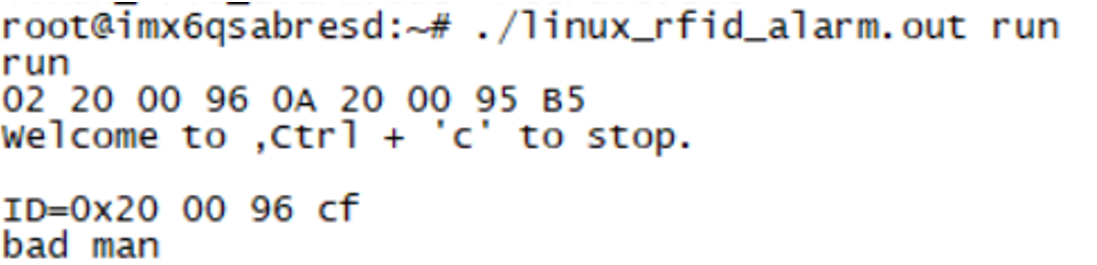 root@imx6qsabresd:~# ./linux_rfid_alarm.out run
run
02 20 00 96 0A 20 00 95 B5
Welcome to ,Ctrl + 'c' to stop.
ID=0x20 00 96 cf
bad man